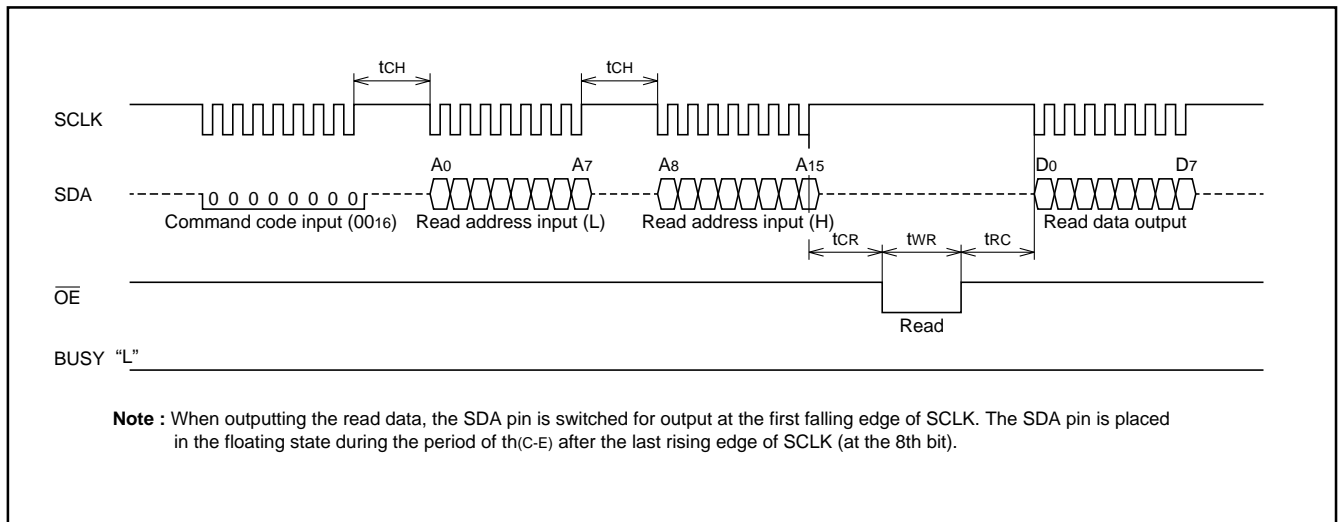 tCH tCH
SCLK
A0 A7 A8 A15 D0 D7
SDA 0 0 0 0 0 0 0 0
Command code input (0016) Read address input (L) Read address input (H) Read data output
tCR tWR tRC
OE
Read
BUSY “L”
Note : When outputting the read data, the SDA pin is switched for output at the first falling edge of SCLK. The SDA pin is placed
in the floating state during the period of th(C-E) after the last rising edge of SCLK (at the 8th bit).